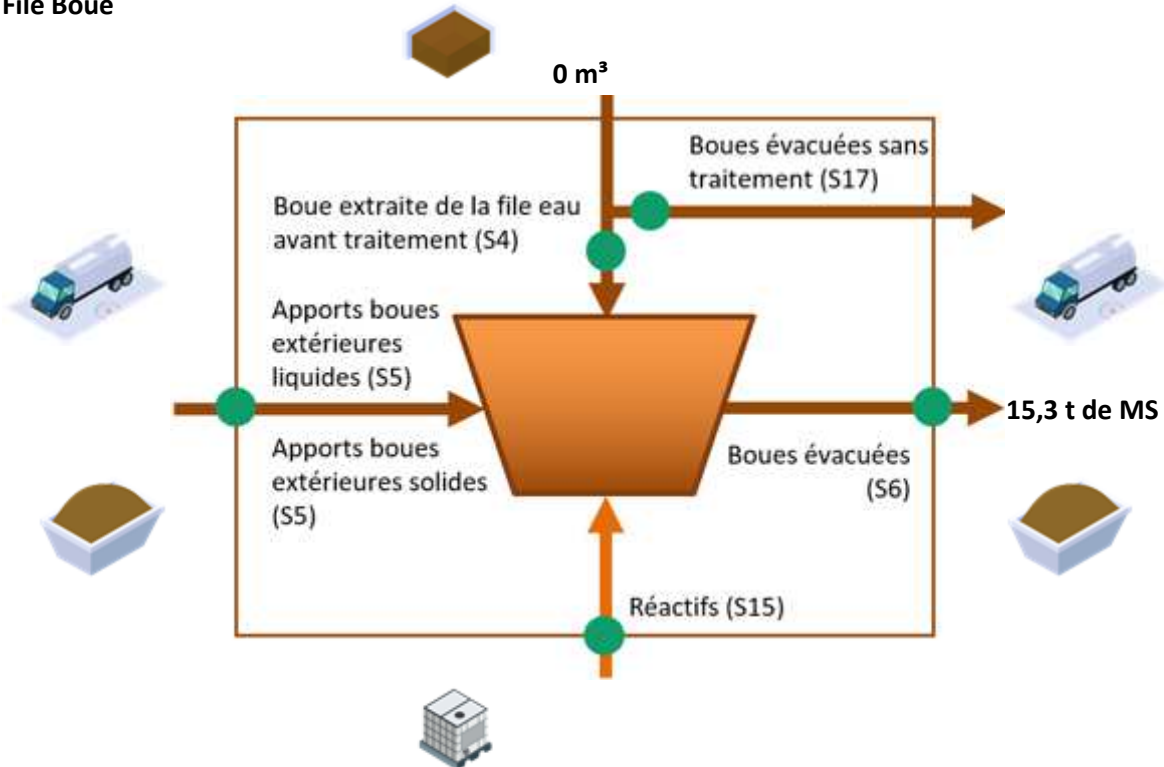 File Boue
0 m³
Boues évacuées sans
traitement (S17)
Boue extraite de la file eau
avant traitement (S4)
Apports boues
extérieures
liquides (S5)
15,3 t de MS
Apports boues
extérieures solides
(S5)
Boues évacuées
(S6)
Réactifs (S15)